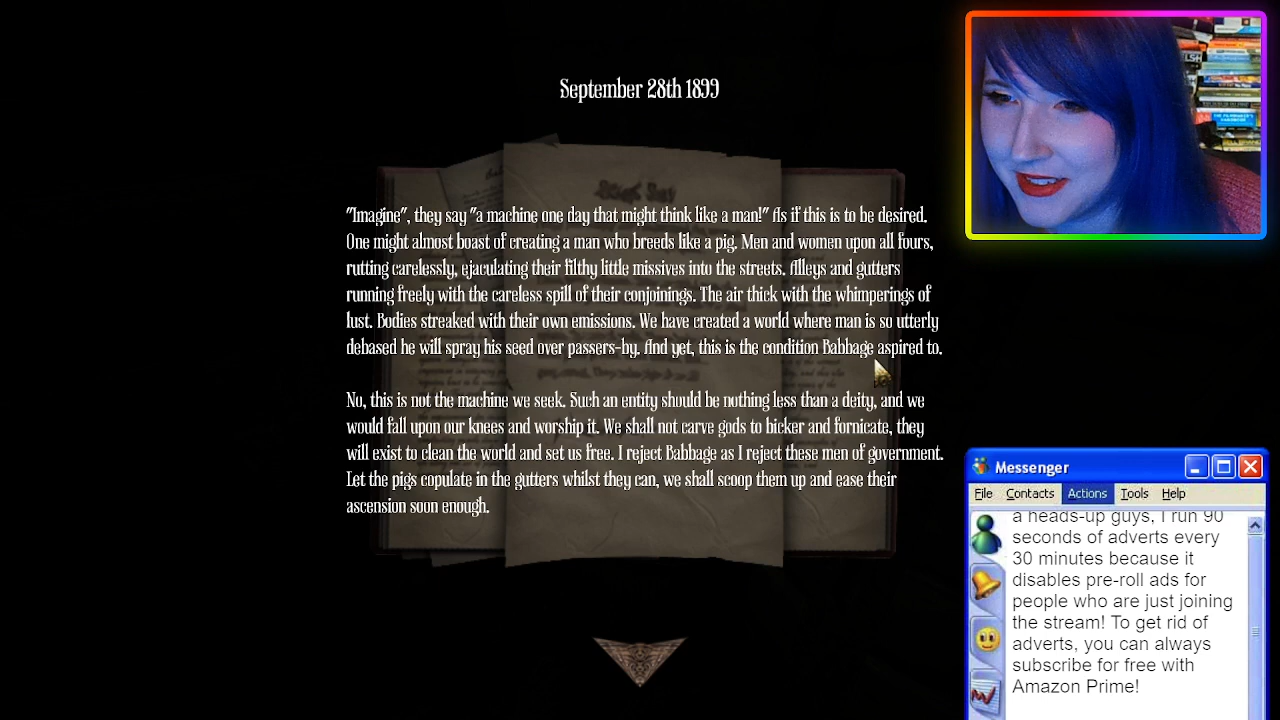 September 28th 1899
"Imagine", they say "a machine one day that might think like a man!" As if this is to be desired.
One might almost boast of creating a man who breeds like a pig. Men and women upon all fours,
rutting carelessly, ejaculating their filthy little missives into the streets. Alleys and gutters
running freely with the careless spill of their conjoinings. The air thick with the whimperings of
lust. Bodies streaked with their own emissions. We have created a world where man is so utterly
debased he will spray his seed over passers-by. And yet, this is the condition Babbage aspired to.
No, this is not the machine we seek. Such an entity should be nothing less than a deity, and we
would fall upon our knees and worship it. We shall not carve gods to bicker and fornicate, they
will exist to clean the world and set us free. I reject Babbage as I reject these men of government.
Let the pigs copulate in the gutters whilst they can, we shall scoop them up and ease their
ascension soon enough.
Messenger
File Contacts Actions Tools Help
a heads-up guys, I run 90
seconds of adverts every
30 minutes because it
disables pre-roll ads for
people who are just joining
the stream! To get rid of
adverts, you can always
subscribe for free with
Amazon Prime!